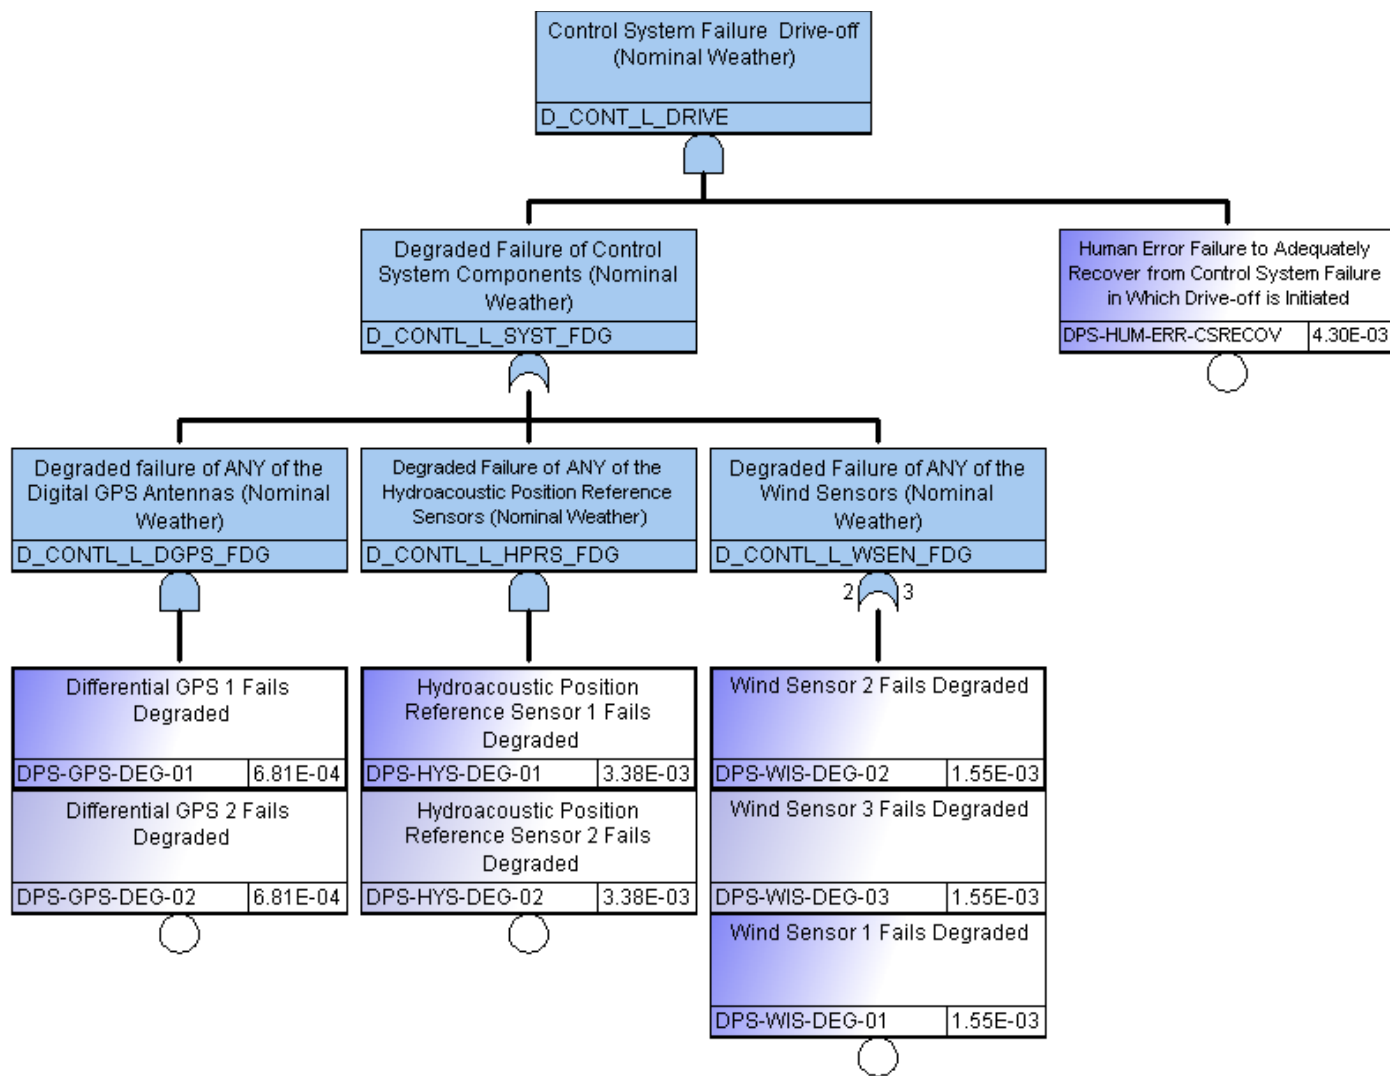 Control System Failure Drive-off
(Nominal Weather)
D_CONT_L_DRIVE
Degraded Failure of Control
System Components (Nominal
Weather)
D_CONTL_L_SYST_FDG
Human Error Failure to Adequately
Recover from Control System Failure
in Which Drive-off is Initiated
DPS-HUM-ERR-CSRECOV 4.30E-03
Degraded failure of ANY of the
Digital GPS Antennas (Nominal
Weather)
D_CONTL_L_DGPS_FDG
Degraded Failure of ANY of the
Hydroacoustic Position Reference
Sensors (Nominal Weather)
D_CONTL_L_HPRS_FDG
Degraded Failure of ANY of the
Wind Sensors (Nominal
Weather)
D_CONTL_L_WSEN_FDG
2 3
Differential GPS 1 Fails
Degraded
DPS-GPS-DEG-01 6.81E-04
Differential GPS 2 Fails
Degraded
DPS-GPS-DEG-02 6.81E-04
Hydroacoustic Position
Reference Sensor 1 Fails
Degraded
DPS-HYS-DEG-01 3.38E-03
Hydroacoustic Position
Reference Sensor 2 Fails
Degraded
DPS-HYS-DEG-02 3.38E-03
Wind Sensor 2 Fails Degraded
DPS-WIS-DEG-02 1.55E-03
Wind Sensor 3 Fails Degraded
DPS-WIS-DEG-03 1.55E-03
Wind Sensor 1 Fails Degraded
DPS-WIS-DEG-01 1.55E-03